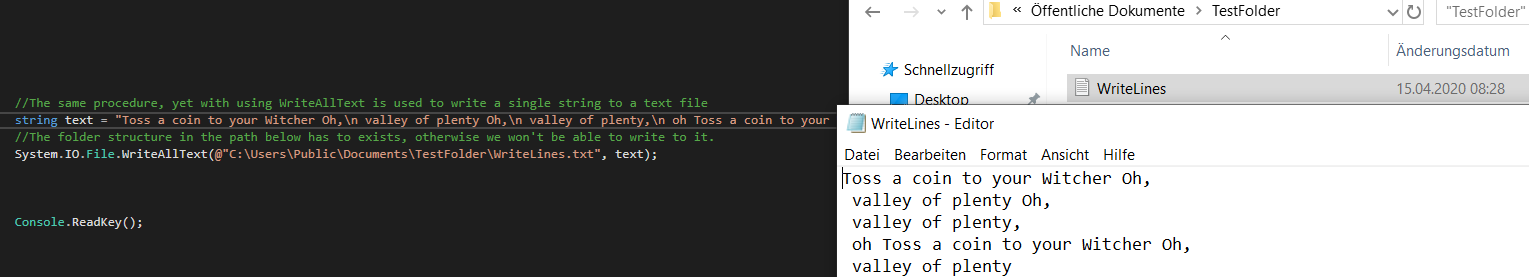 //The same procedure, yet with using WriteAllText is used to write a single string to a text file
string text = "Toss a coin to your Witcher Oh,\n valley of plenty Oh,\n valley of plenty,\n oh Toss a coin to your
//The folder structure in the path below has to exists, otherwise we won't be able to write to it.
System.IO.File.WriteAllText(@"C:\Users\Public\Documents\TestFolder\WriteLines.txt", text);
Console.ReadKey();
« Öffentliche Dokumente > TestFolder
"TestFolder"
Name Änderungsdatum
Schnellzugriff
Desktop
WriteLines 15.04.2020 08:28
WriteLines - Editor
Datei Bearbeiten Format Ansicht Hilfe
Toss a coin to your Witcher Oh,
valley of plenty Oh,
valley of plenty,
oh Toss a coin to your Witcher Oh,
valley of plenty